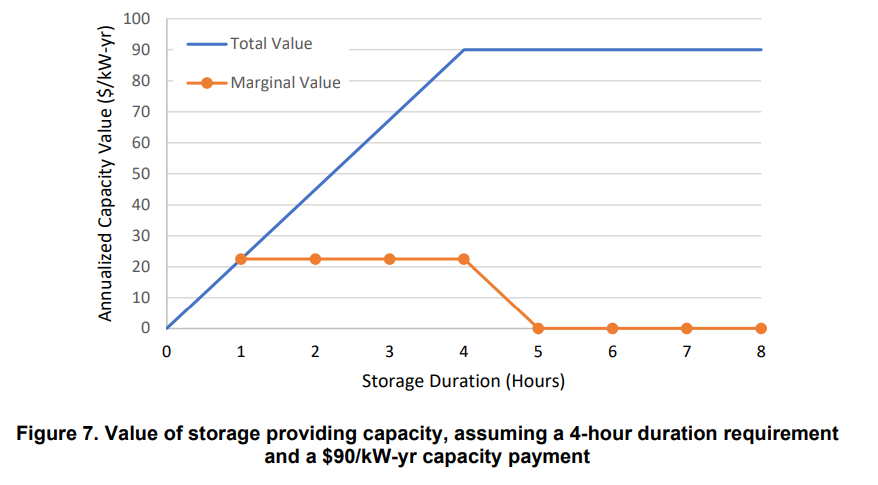 Annualized Capacity Value ($/kW-yr)
100
90
80
70
60
50
40
30
20
10
0
Total Value
Marginal Value
0 1 2 3 4 5 6 7 8
Storage Duration (Hours)
Figure 7. Value of storage providing capacity, assuming a 4-hour duration requirement
and a $90/kW-yr capacity payment